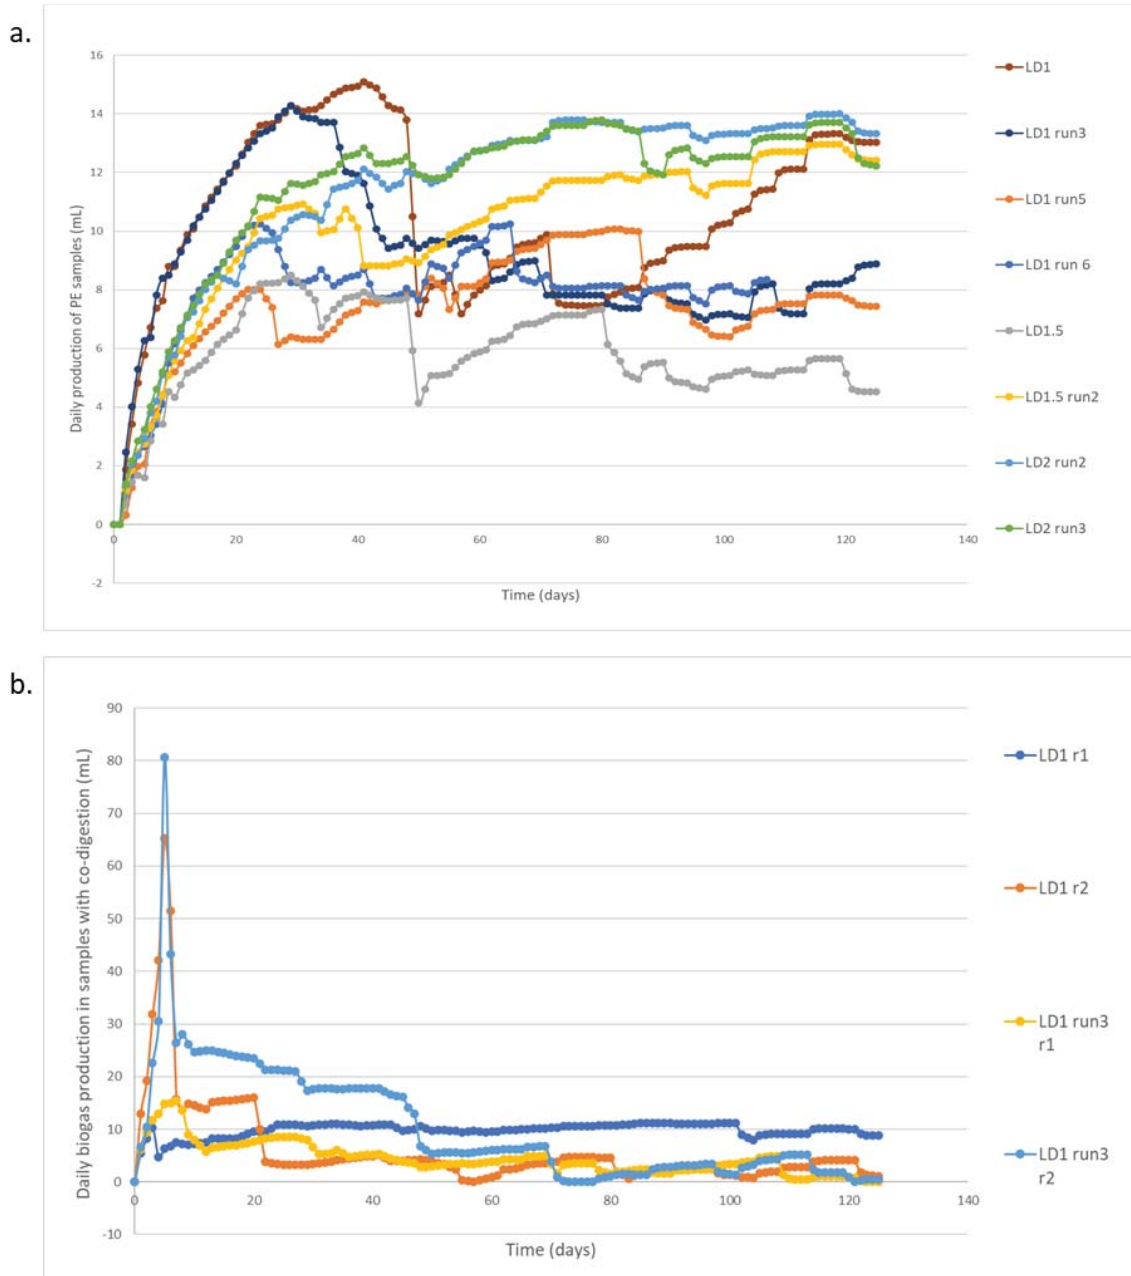 a.
Daily production of PE samples (mL)
16
14
12
10
8
6
4
2
0
-2
0
20
40
60
80
100
120
140
Time (days)
LD1
LD1 run3
LD1 run5
LD1 run 6
LD1.5
LD1.5 run2
LD2 run2
LD2 run3
b.
Daily biogas production in samples with co-digestion (mL)
90
80
70
60
50
40
30
20
10
0
-10
0
20
40
60
80
100
120
140
Time (days)
LD1 r1
LD1 r2
LD1 run3
r1
LD1 run3
r2